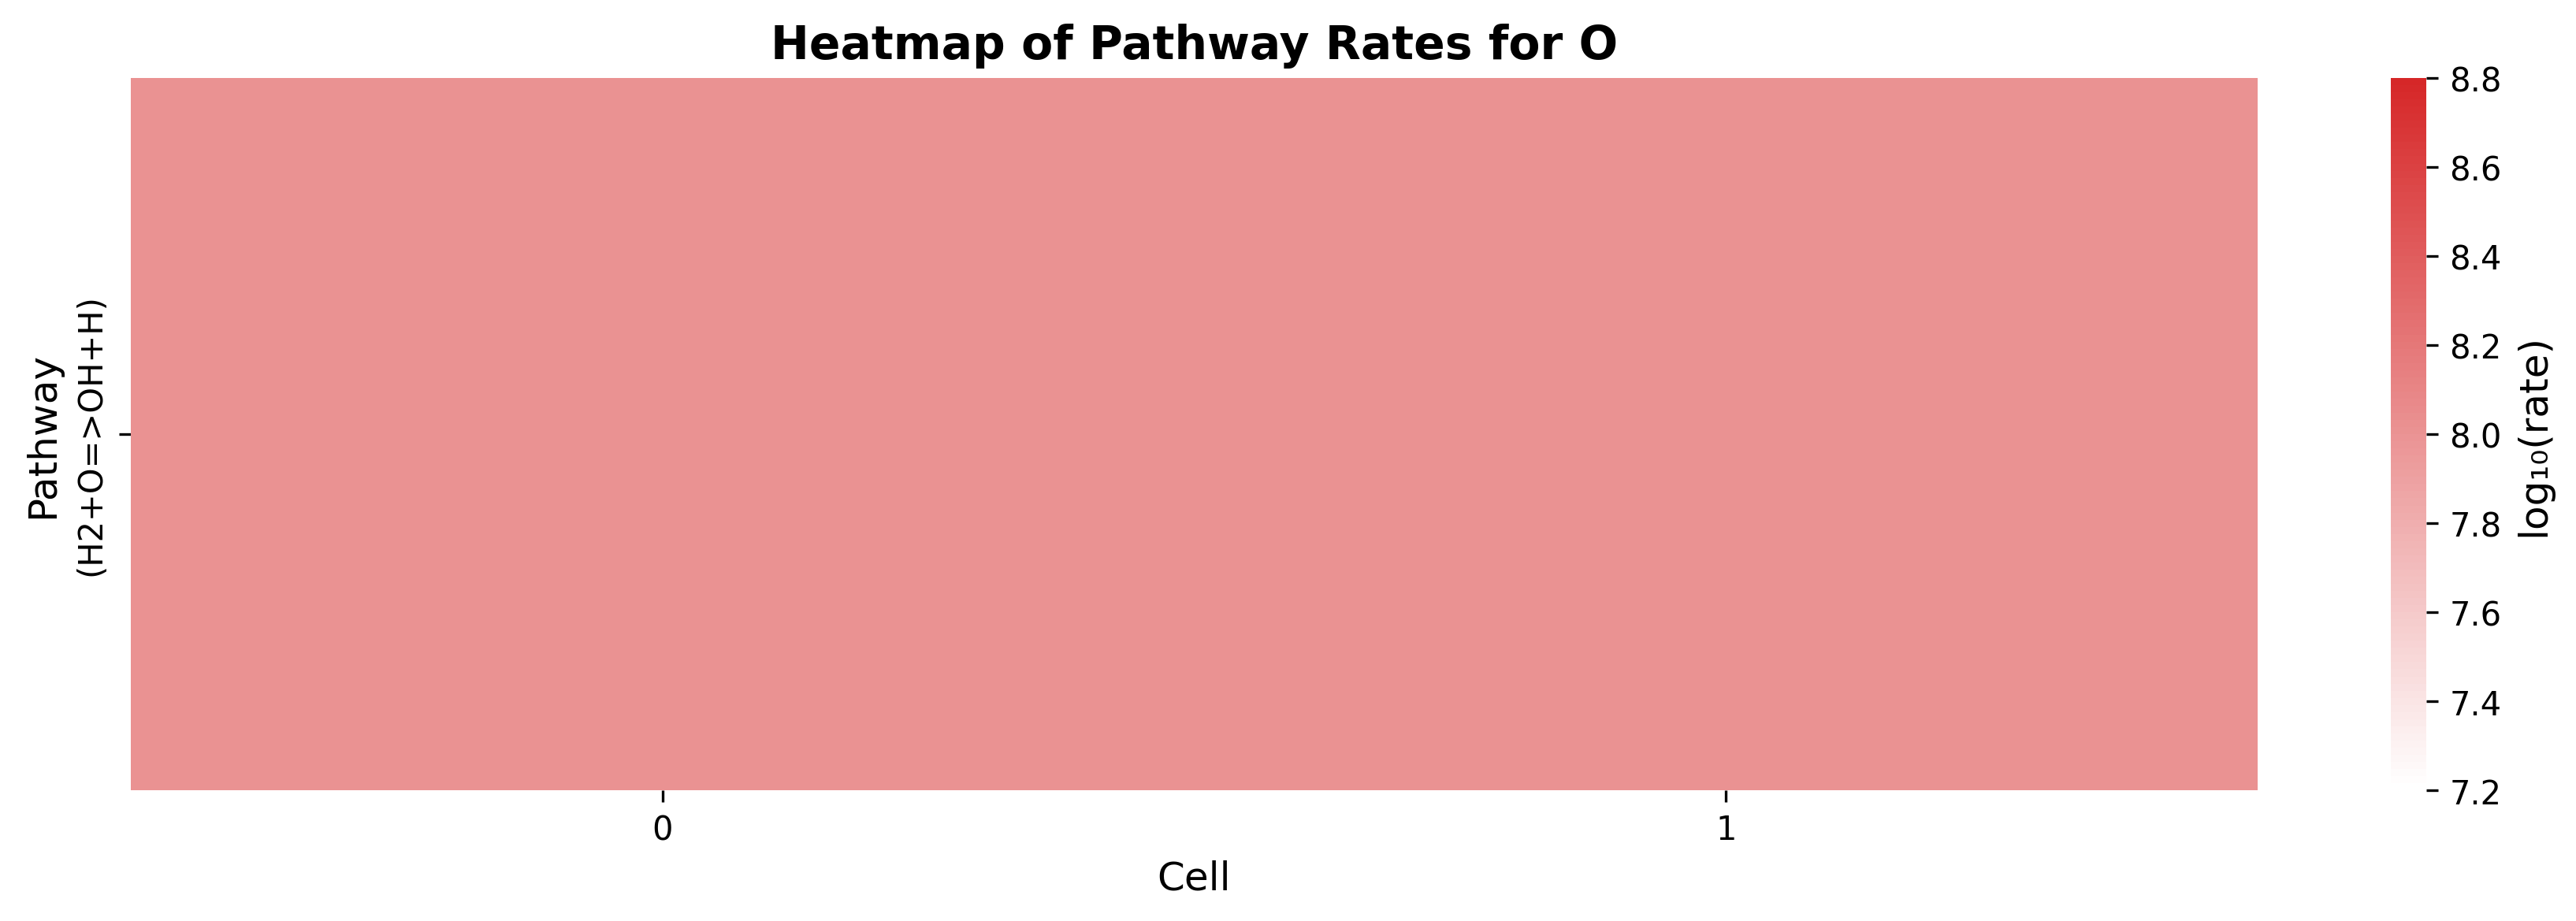 Heatmap of Pathway Rates for O
Pathway
(H2+O=>OH+H)
0
1
Cell
8.8
8.6
8.4
8.2
8.0
7.8
7.6
7.4
7.2
log₁₀(rate)